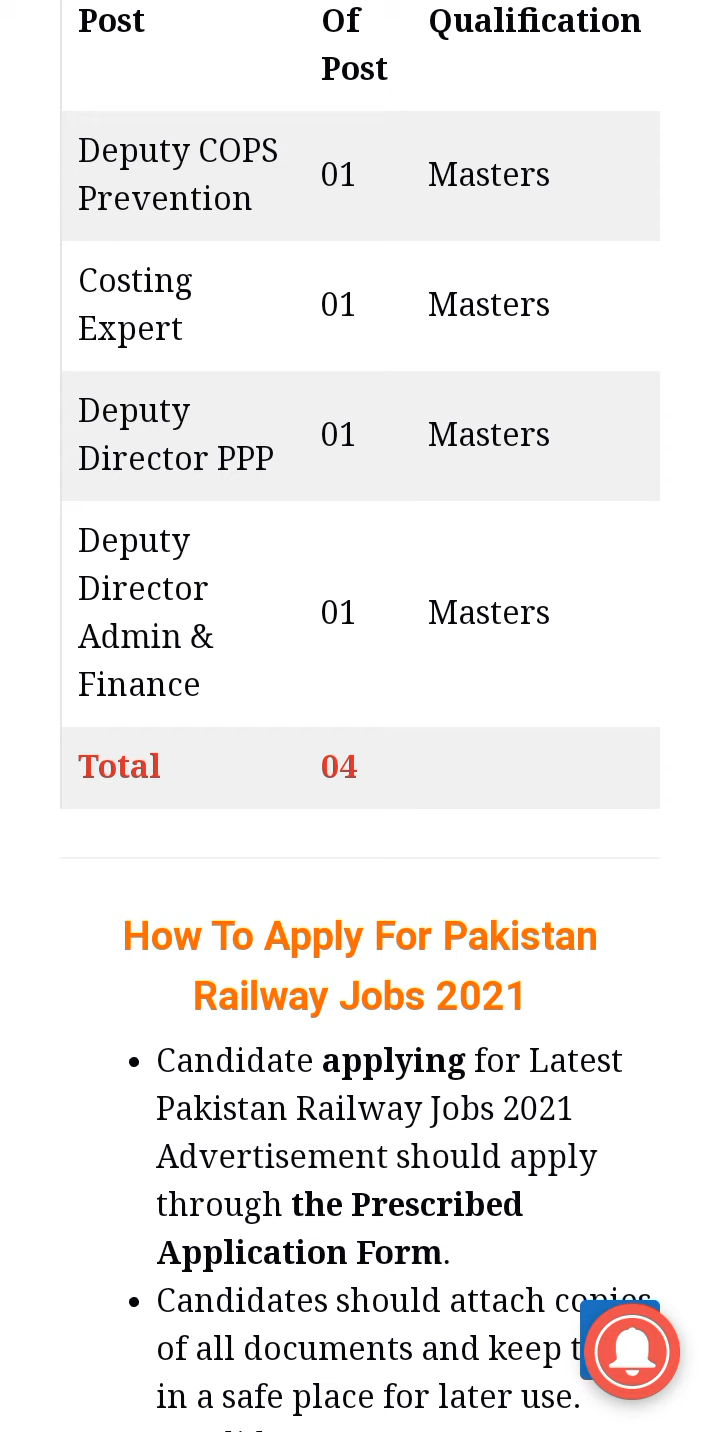 Post Of Qualification
Post
Deputy COPS
Prevention 01 Masters
Costing
Expert 01 Masters
Deputy
Director PPP 01 Masters
Deputy
Director
Admin &
Finance 01 Masters
Total 04
How To Apply For Pakistan
Railway Jobs 2021
• Candidate applying for Latest
Pakistan Railway Jobs 2021
Advertisement should apply
through the Prescribed
Application Form.
• Candidates should attach copies
of all documents and keep
in a safe place for later use.